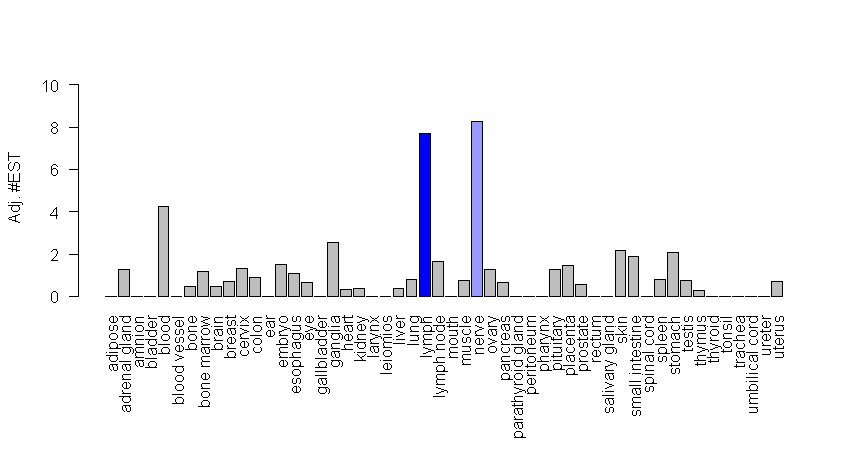 Adj. #EST
10
8
6
4
2
0
adipose
adrenal gland
amnion
bladder
blood
blood vessel
bone
bone marrow
brain
breast
cervix
colon
ear
embryo
esophagus
eye
gallbladder
ganglia
heart
kidney
larynx
leiomios
liver
lung
lymph
lymph node
mouth
muscle
nerve
ovary
pancreas
parathyroid gland
peritoneum
pharynx
pituitary
placenta
prostate
rectum
salivary gland
skin
small intestine
spinal cord
spleen
stomach
testis
thymus
thyroid
tonsil
trachea
umbilical cord
ureter
uterus